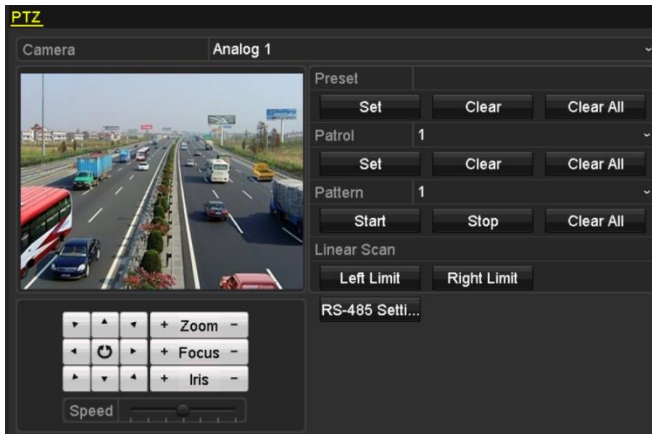 PTZ
Camera Analog 1
Preset
Set Clear Clear All
Patrol 1
Set Clear Clear All
Pattern 1
Start Stop Clear All
Linear Scan
Left Limit Right Limit
RS-485 Setti...
+ Zoom -
+ Focus -
+ Iris -
Speed